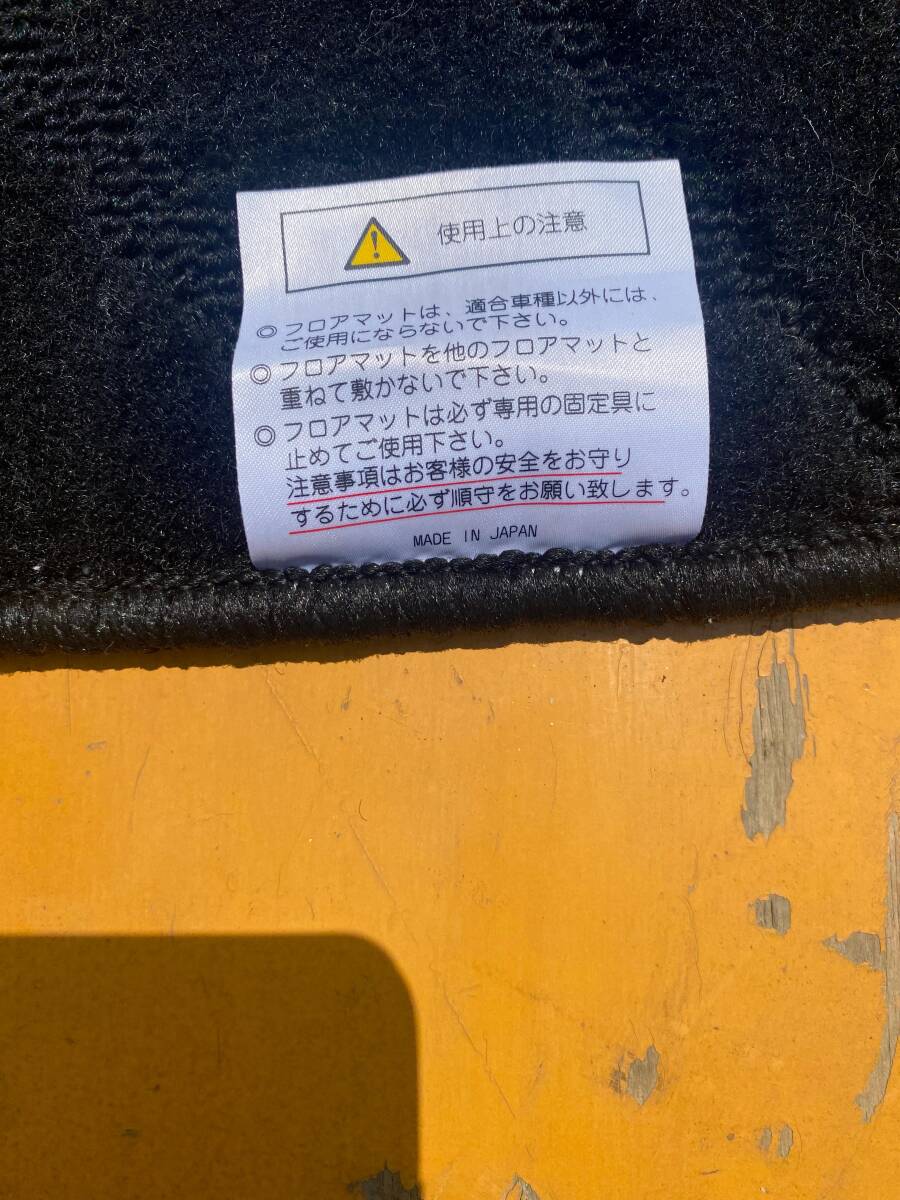 使用上の注意
◎フロアマットは、適合車種以外には、
ご使用にならないで下さい。
◎フロアマットを他のフロアマットと
重ねて敷かないで下さい。
◎フロアマットは必ず専用の固定具に
止めてご使用下さい。
注意事項はお客様の安全をお守り
するために必ず順守をお願い致します。
MADE IN JAPAN